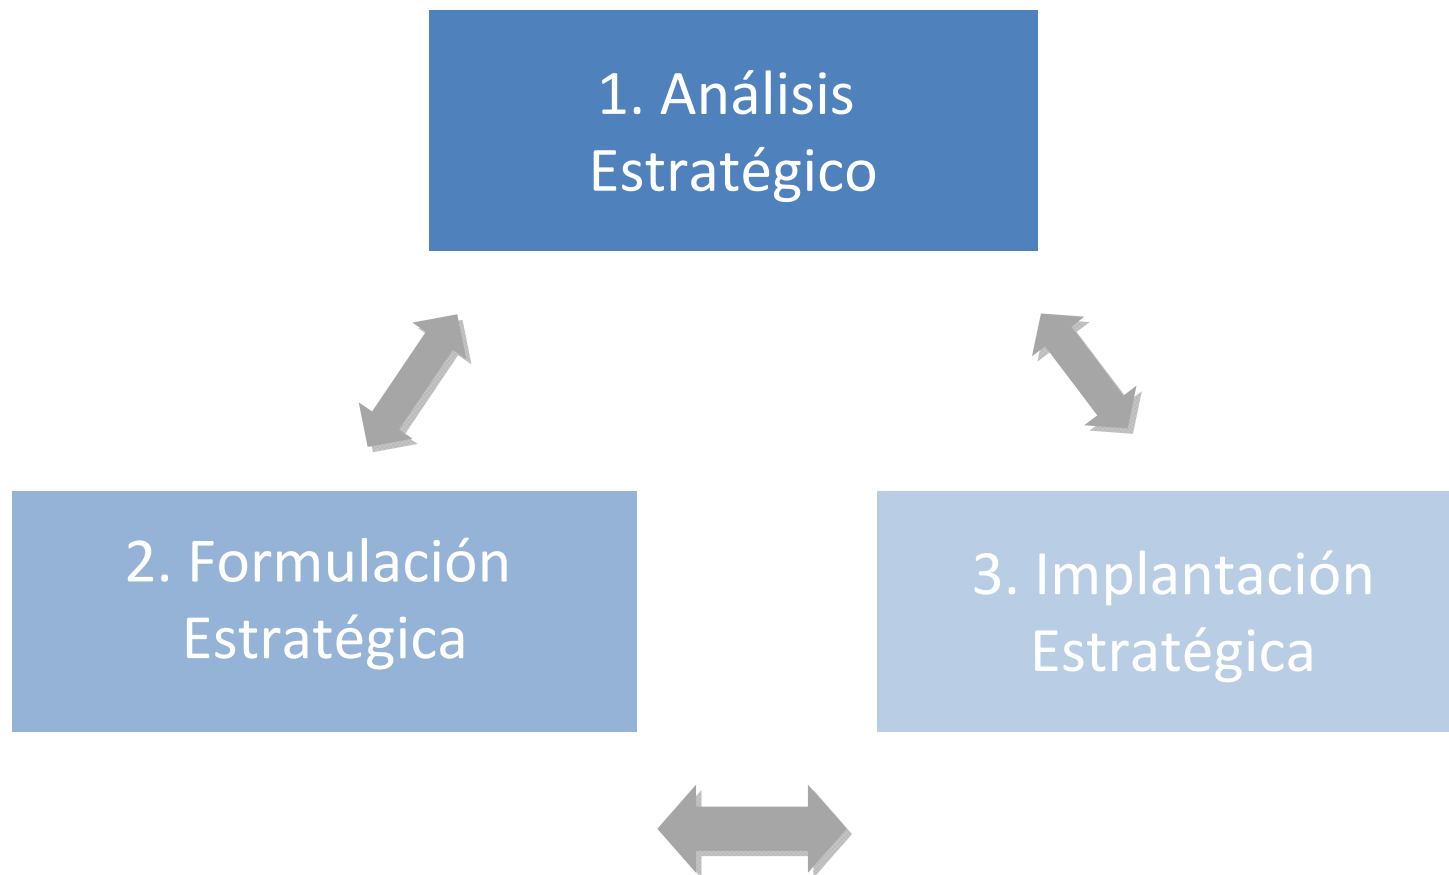 1. Análisis
Estratégico
2. Formulación
Estratégica
3. Implantación
Estratégica